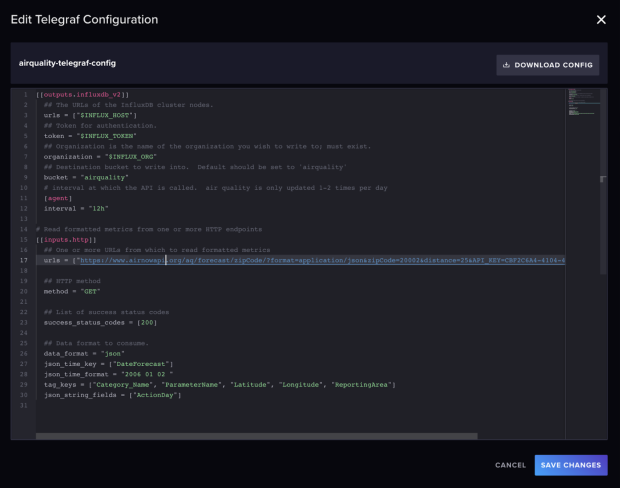 Edit Telegraf Configuration
airquality-telegraf-config
DOWNLOAD CONFIG
1 [[outputs.influxdb_v2]]
2 ## The URLs of the InfluxDB cluster nodes.
3 urls = ["$INFLUX_HOST"]
4 ## Token for authentication.
5 token = "$INFLUX_TOKEN"
6 ## Organization is the name of the organization you wish to write to; must exist.
7 organization = "$INFLUX_ORG"
8 ## Destination bucket to write into. Default should be set to 'airquality'
9 bucket = "airquality"
10 # interval at which the API is called. air quality is only updated 1-2 times per day
11 [agent]
12 interval = "12h"
13
14 # Read formatted metrics from one or more HTTP endpoints
15 [[inputs.http]]
16 ## One or more URLs from which to read formatted metrics
17 urls = ["https://www.airnowapi.org/aq/forecast/zipCode/?format=application/json&zipCode=20002&distance=25&API_KEY=
18
19 ## HTTP method
20 method = "GET"
21
22 ## List of success status codes
23 success_status_codes = [200]
24
25 ## Data format to consume.
26 data_format = "json"
27 json_time_key = ["DateForecast"]
28 json_time_format = "2006 01 02 "
29 tag_keys = ["Category_Name", "ParameterName", "Latitude", "Longitude", "ReportingArea"]
30 json_string_fields = ["ActionDay"]
31
CANCEL
SAVE CHANGES